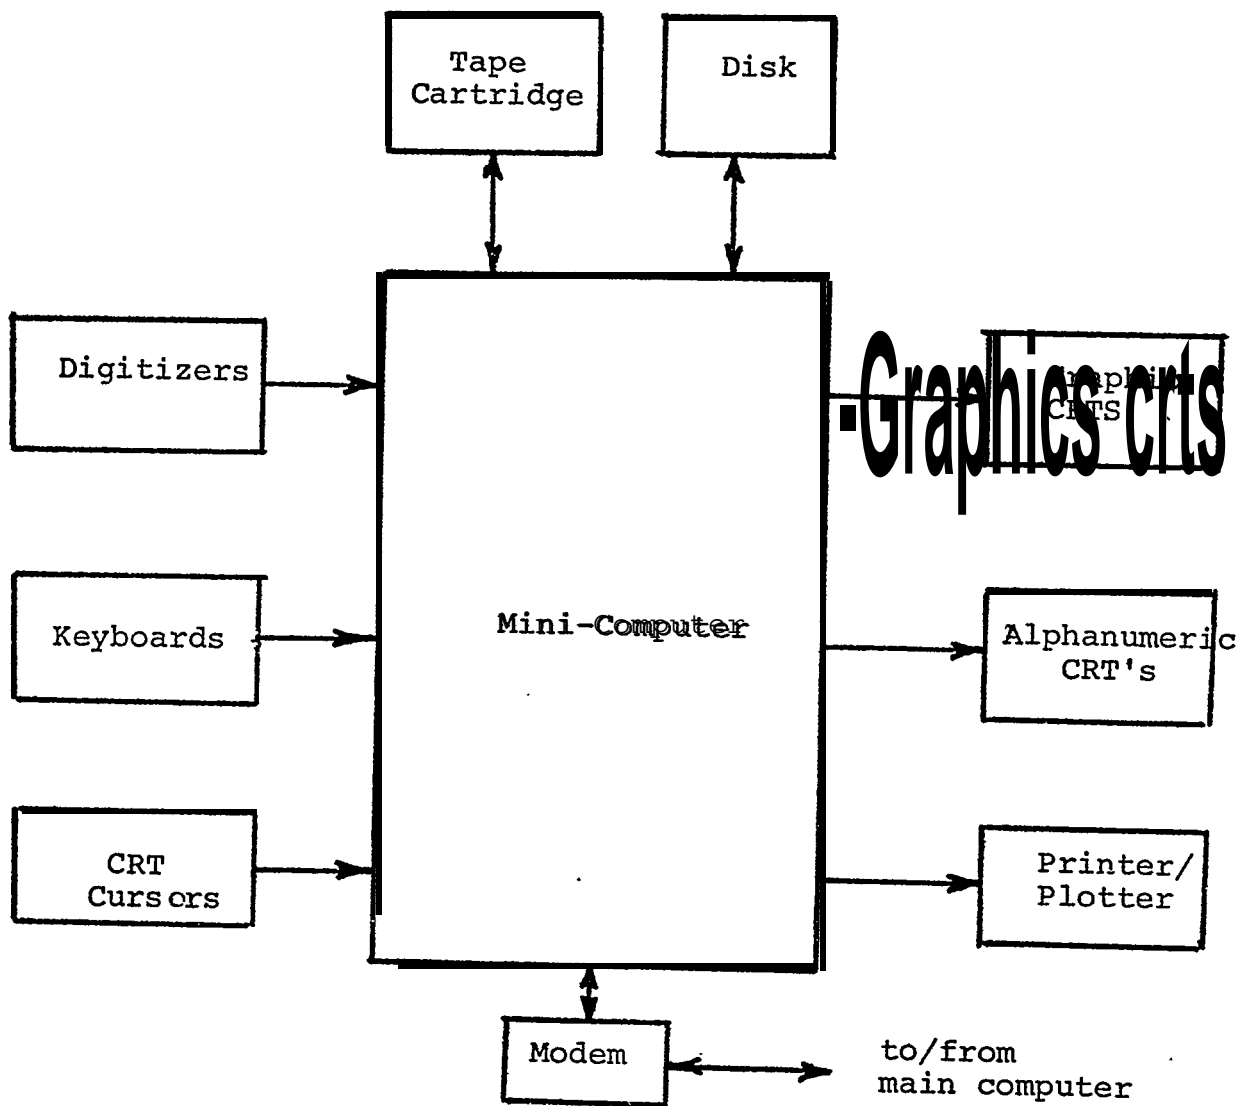 Tape
Cartridge
Disk
Digitizers
-Graphics crts
CRTS
Keyboards
Mini-Computer
Alphanumeric
CRT's
CRT
Cursors
Printer/
Plotter
Modem
to/from
main computer